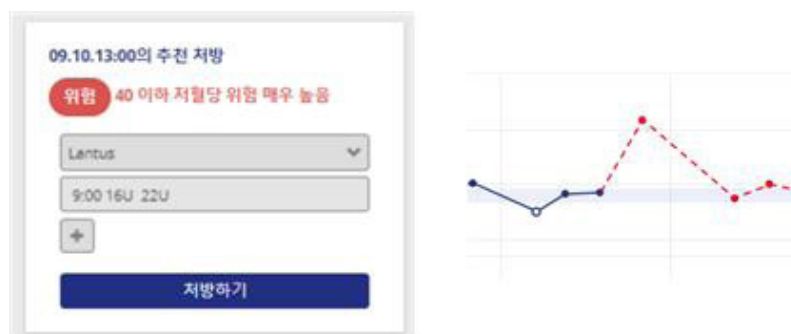 09.10.13:00의 추천 처방
위험 40 이하 저혈당 위험 매우 높음
Lantus
9:00 16U 22U
+
처방하기